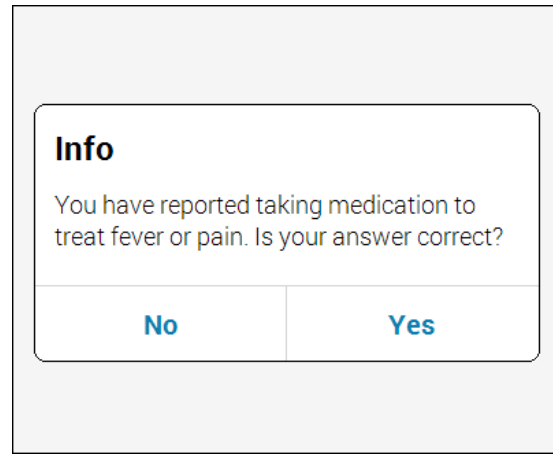 Info
You have reported taking medication to
treat fever or pain. Is your answer correct?
No
Yes